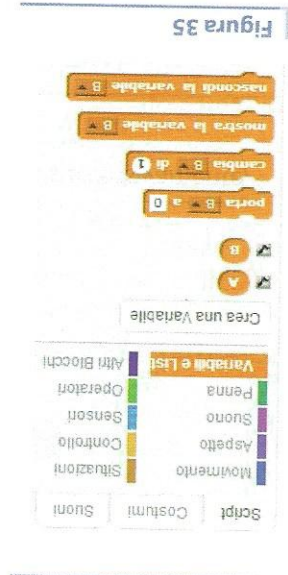 Script Costumi Suoni
Movimento Situazioni
Aspetto Controllo
Suono Sensori
Penna Operatori
Variabili e List Altri Blocchi
Crea una Variabile
A
B
porta B a 0
cambia B di 1
mostra la variabile B
nascondi la variabile B
Figura 35